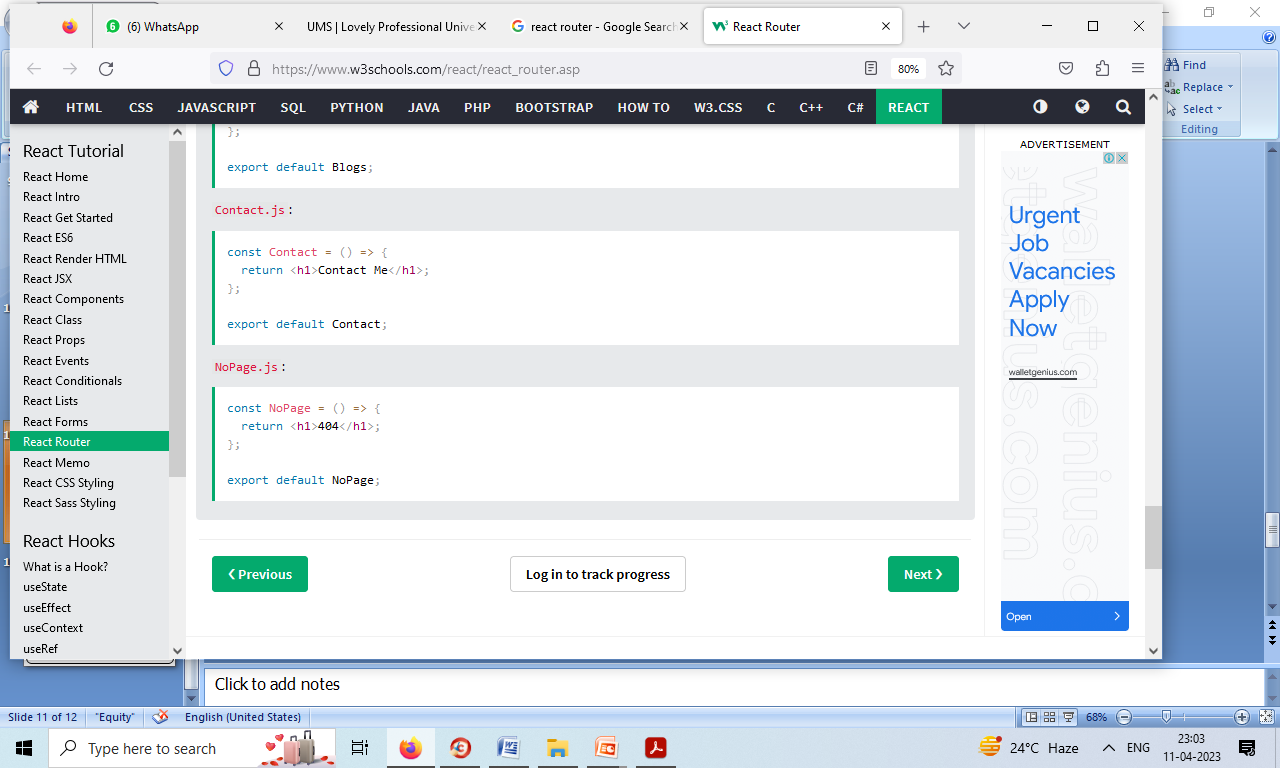 (6) WhatsApp
UMS | Lovely Professional Unive
react router - Google Search
React Router
https://www.w3schools.com/react/react_router.asp
80%
HTML CSS JAVASCRIPT SQL PYTHON JAVA PHP BOOTSTRAP HOW TO W3.CSS C C++ C# REACT
React Tutorial
React Home
React Intro
React Get Started
React ES6
React Render HTML
React JSX
React Components
React Class
React Props
React Events
React Conditionals
React Lists
React Forms
React Router
React Memo
React CSS Styling
React Sass Styling
React Hooks
What is a Hook?
useState
useEffect
useContext
useRef
};
export default Blogs;
Contact.js:
const Contact = () => {
return <h1>Contact Me</h1>;
};
export default Contact;
NoPage.js:
const NoPage = () => {
return <h1>404</h1>;
};
export default NoPage;
❮ Previous
Log in to track progress
Next ❯
ADVERTISEMENT
Urgent
Job
Vacancies
Apply
Now
walletgenius.com
Open
Find
Replace
Select
Editing
Click to add notes
Slide 11 of 12
"Equity"
English (United States)
68%
Type here to search
24°C Haze
ENG
23:03
11-04-2023